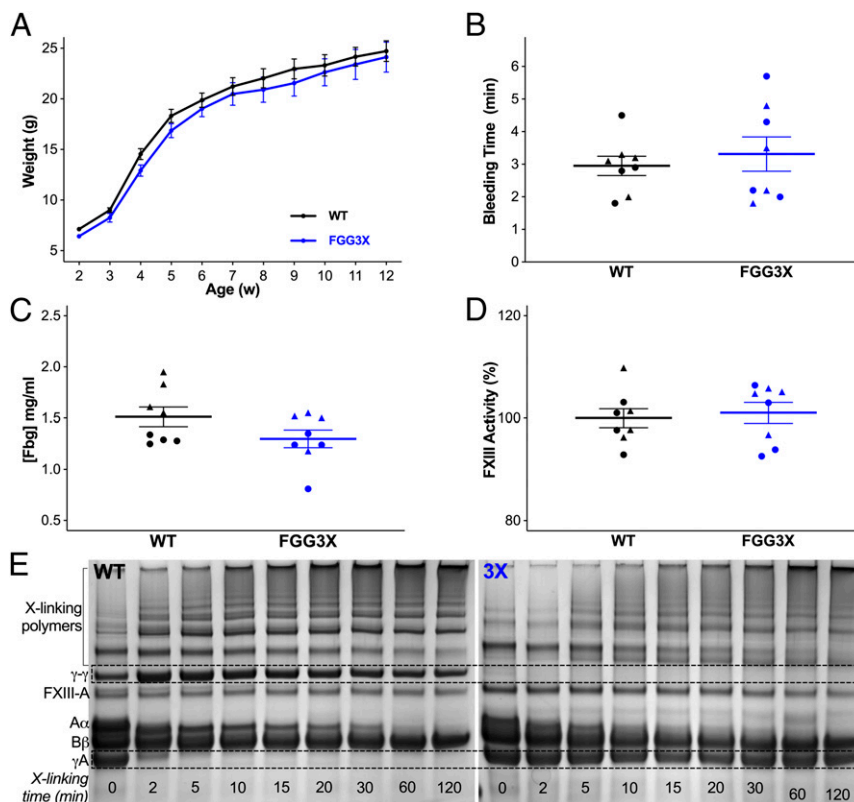 A
Weight (g)
25
20
15
10
5
WT
FGG3X
2 3 4 5 6 7 8 9 10 11 12
Age (w)
B
Bleeding Time (min)
6
5
4
3
2
1
0
WT FGG3X
C
[Fbg] mg/ml
2.5
2.0
1.5
1.0
0.5
WT FGG3X
D
FXIII Activity (%)
120
100
80
WT FGG3X
E
WT
3X
X-linking
polymers
γ-γ
FXIII-A
Aα
Bβ
γA
X-linking
time (min)
0 2 5 10 15 20 30 60 120
0 2 5 10 15 20 30 60 120